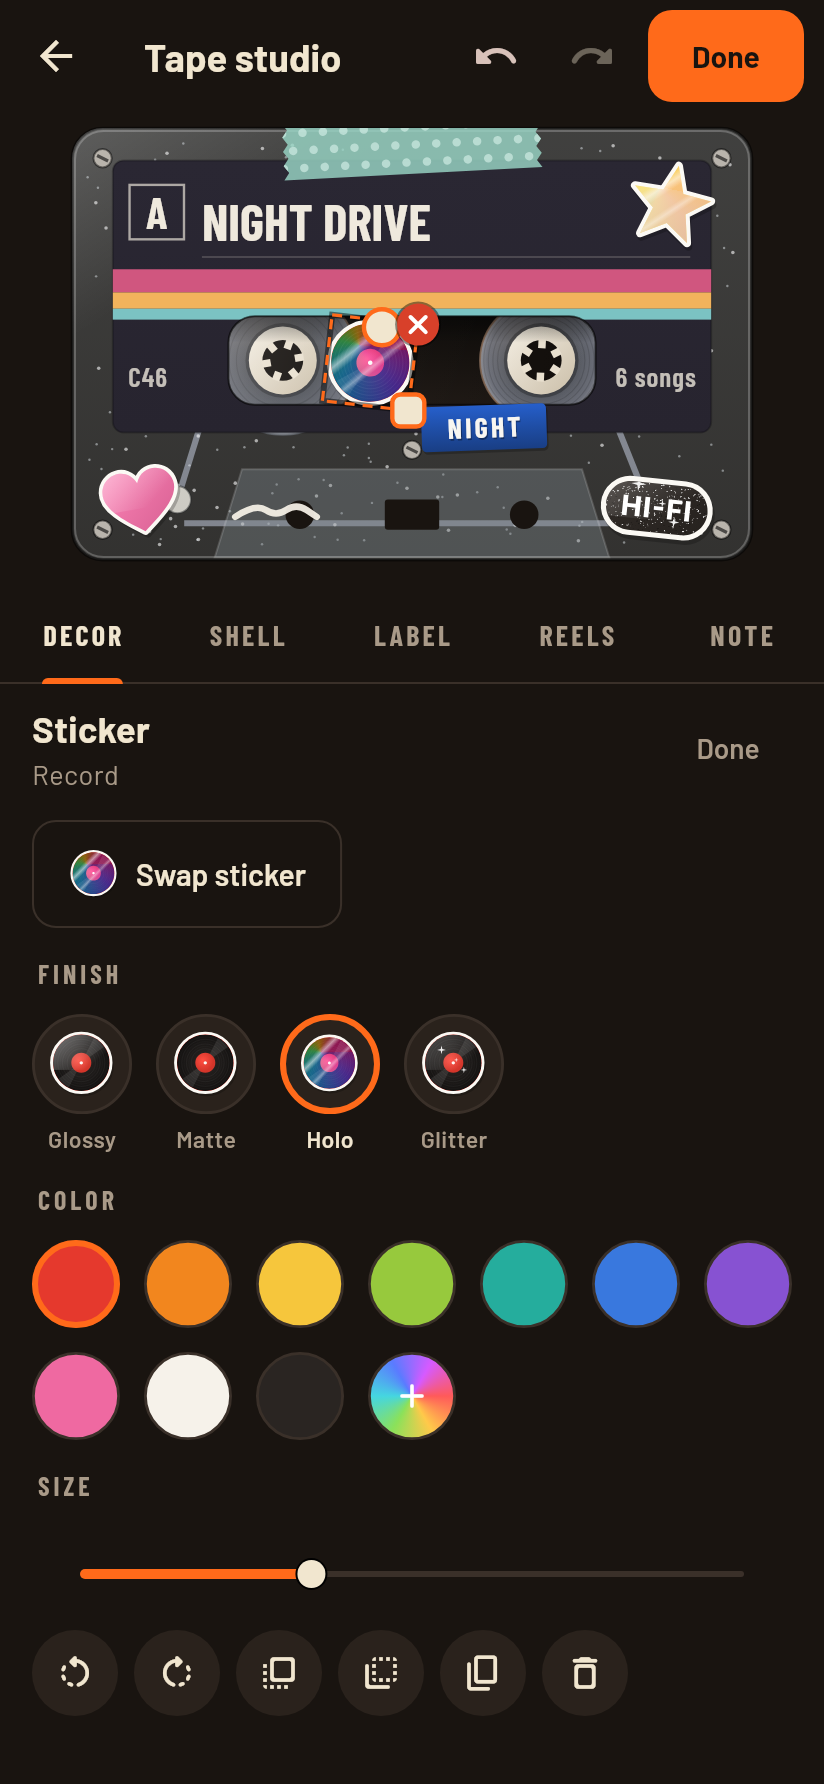 Tape studio
Done
A
NIGHT DRIVE
C46
6 songs
NIGHT
HI-FI
DECOR
SHELL
LABEL
REELS
NOTE
Sticker
Record
Done
Swap sticker
FINISH
Glossy
Matte
Holo
Glitter
COLOR
SIZE